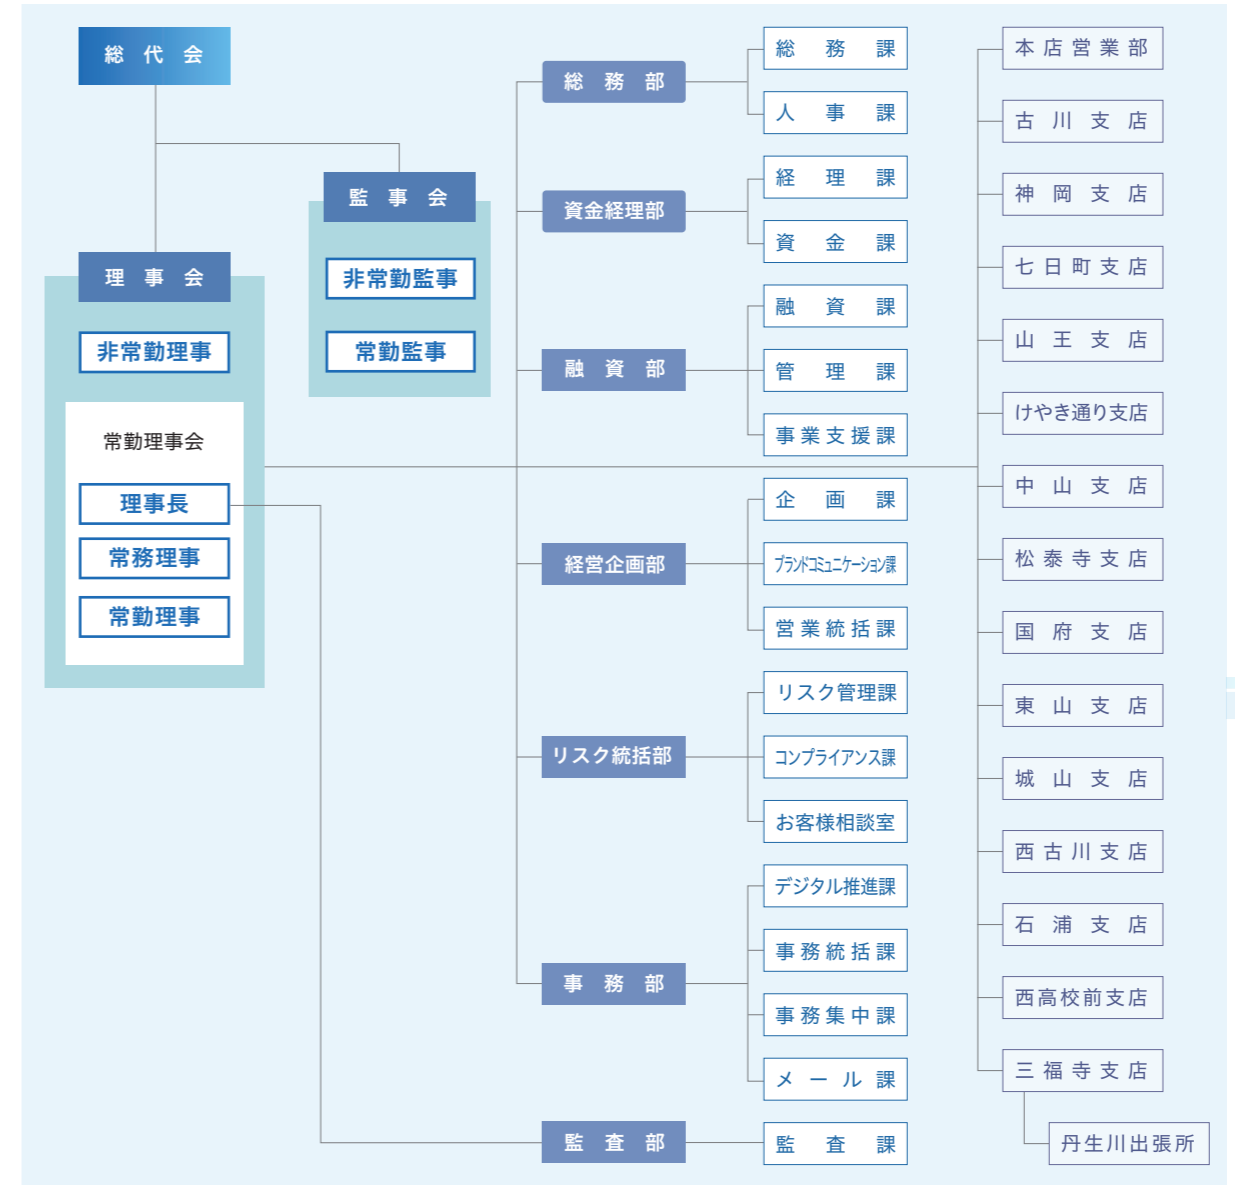 総代会
監事会
非常勤監事
常勤監事
理事会
非常勤理事
常勤理事会
理事長
常務理事
常勤理事
総務部
総務課
人事課
資金経理部
経理課
資金課
融資部
融資課
管理課
事業支援課
経営企画部
企画課
ブランドコミュニケーション課
営業統括課
リスク統括部
リスク管理課
コンプライアンス課
お客様相談室
事務部
デジタル推進課
事務統括課
事務集中課
メール課
監査部
監査課
本店営業部
古川支店
神岡支店
七日町支店
山王支店
けやき通り支店
中山支店
松泰寺支店
国府支店
東山支店
城山支店
西古川支店
石浦支店
西高校前支店
三福寺支店
丹生川出張所